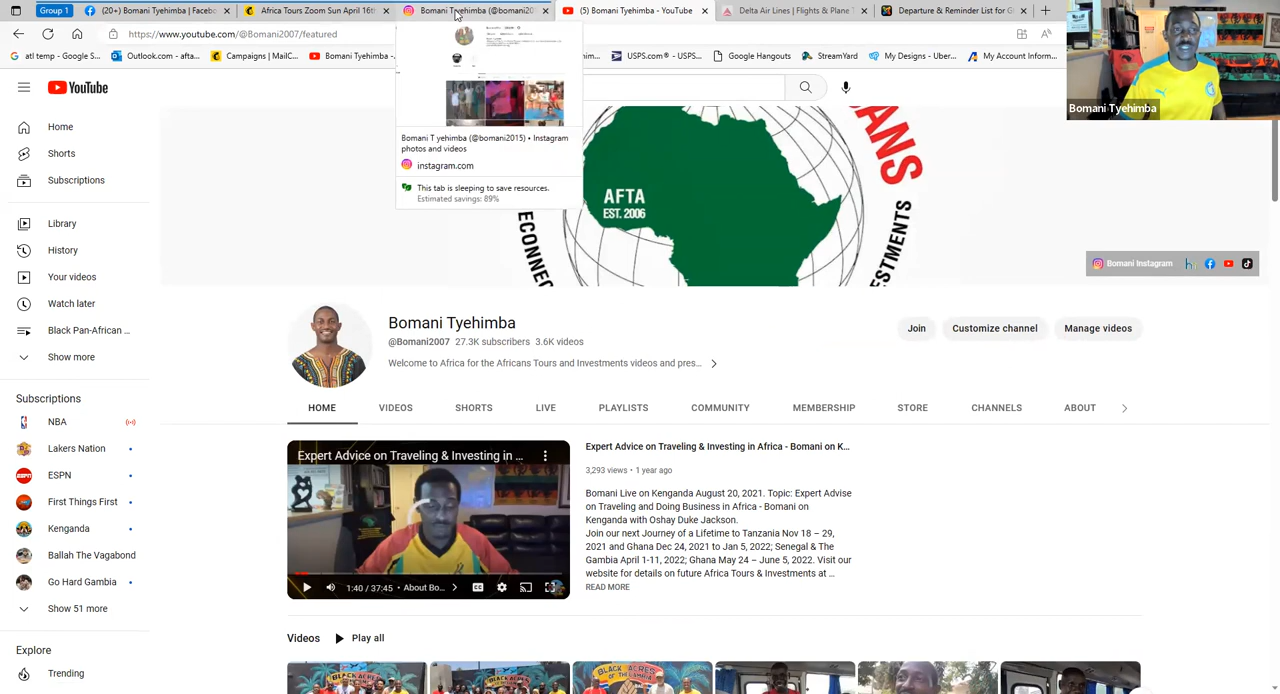 Group 1
(20+) Bomani Tyehimba | Facebo
Africa Tours Zoom Sun April 16th
Bomani Tyehimba (@bomani20
(5) Bomani Tyehimba - YouTube
Delta Air Lines | Flights & Plane T
Departure & Reminder List for G
https://www.youtube.com/@Bomani2007/featured
atl temp - Google S...
Outlook.com - afta...
Campaigns | MailC...
Bomani Tyehimba -
USPS.com® - USPS...
Google Hangouts
StreamYard
My Designs - Uber...
My Account Inform...
YouTube
Bomani T yehimba (@bomani2015) • Instagram
photos and videos
instagram.com
This tab is sleeping to save resources.
Estimated savings: 89%
Bomani Tyehimba
Home
Shorts
Subscriptions
Library
History
Your videos
Watch later
Black Pan-African ...
Show more
Subscriptions
NBA
Lakers Nation
ESPN
First Things First
Kenganda
Ballah The Vagabond
Go Hard Gambia
Show 51 more
Explore
Trending
AFTA
EST. 2006
Bomani Instagram
Bomani Tyehimba
@Bomani2007 27.3K subscribers 3.6K videos
Welcome to Africa for the Africans Tours and Investments videos and pres...
Join
Customize channel
Manage videos
HOME
VIDEOS
SHORTS
LIVE
PLAYLISTS
COMMUNITY
MEMBERSHIP
STORE
CHANNELS
ABOUT
Expert Advice on Traveling & Investing in ...
1:40 / 37:45 • About Bo...
Expert Advice on Traveling & Investing in Africa - Bomani on K...
3,293 views • 1 year ago
Bomani Live on Kenganda August 20, 2021. Topic: Expert Advise
on Traveling and Doing Business in Africa - Bomani on
Kenganda with Oshay Duke Jackson.
Join our next Journey of a Lifetime to Tanzania Nov 18 – 29,
2021 and Ghana Dec 24, 2021 to Jan 5, 2022; Senegal & The
Gambia April 1-11, 2022; Ghana May 24 – June 5, 2022. Visit our
website for details on future Africa Tours & Investments at ...
READ MORE
Videos
Play all